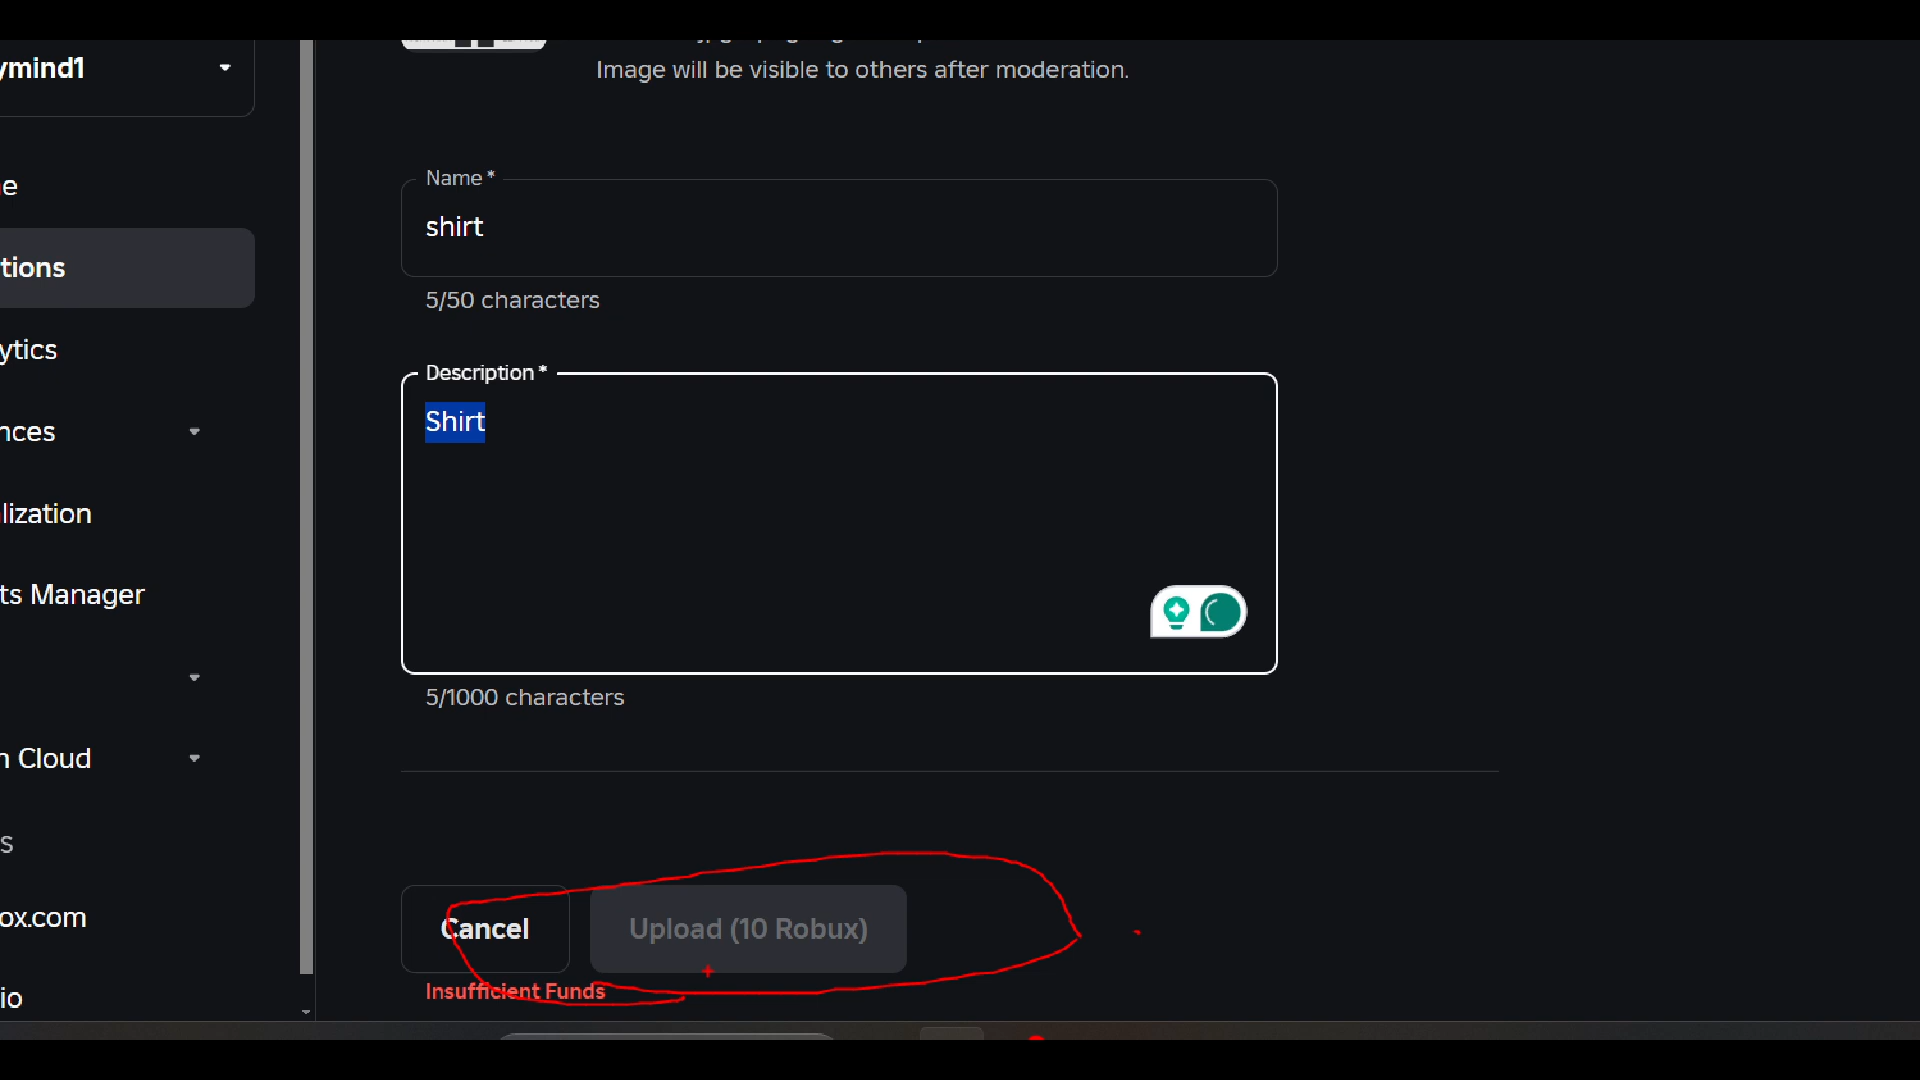 ymind1
Image will be visible to others after moderation.
e
tions
ytics
nces
lization
ts Manager
n Cloud
s
ox.com
io
Name *
shirt
5/50 characters
Description *
Shirt
5/1000 characters
Cancel
Upload (10 Robux)
Insufficient Funds